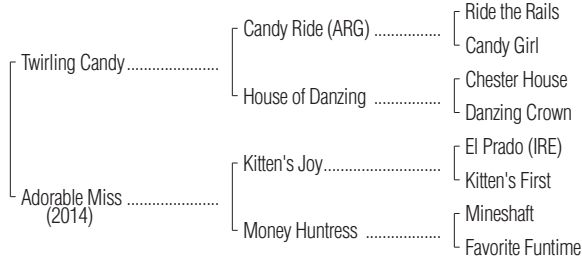 Ride the Rails
Candy Ride (ARG) ................
Candy Girl
Twirling Candy ......................
Chester House
House of Danzing ................
Danzing Crown
El Prado (IRE)
Kitten's Joy............................
Kitten's First
Adorable Miss ......................
(2014)
Mineshaft
Money Huntress ..................
Favorite Funtime